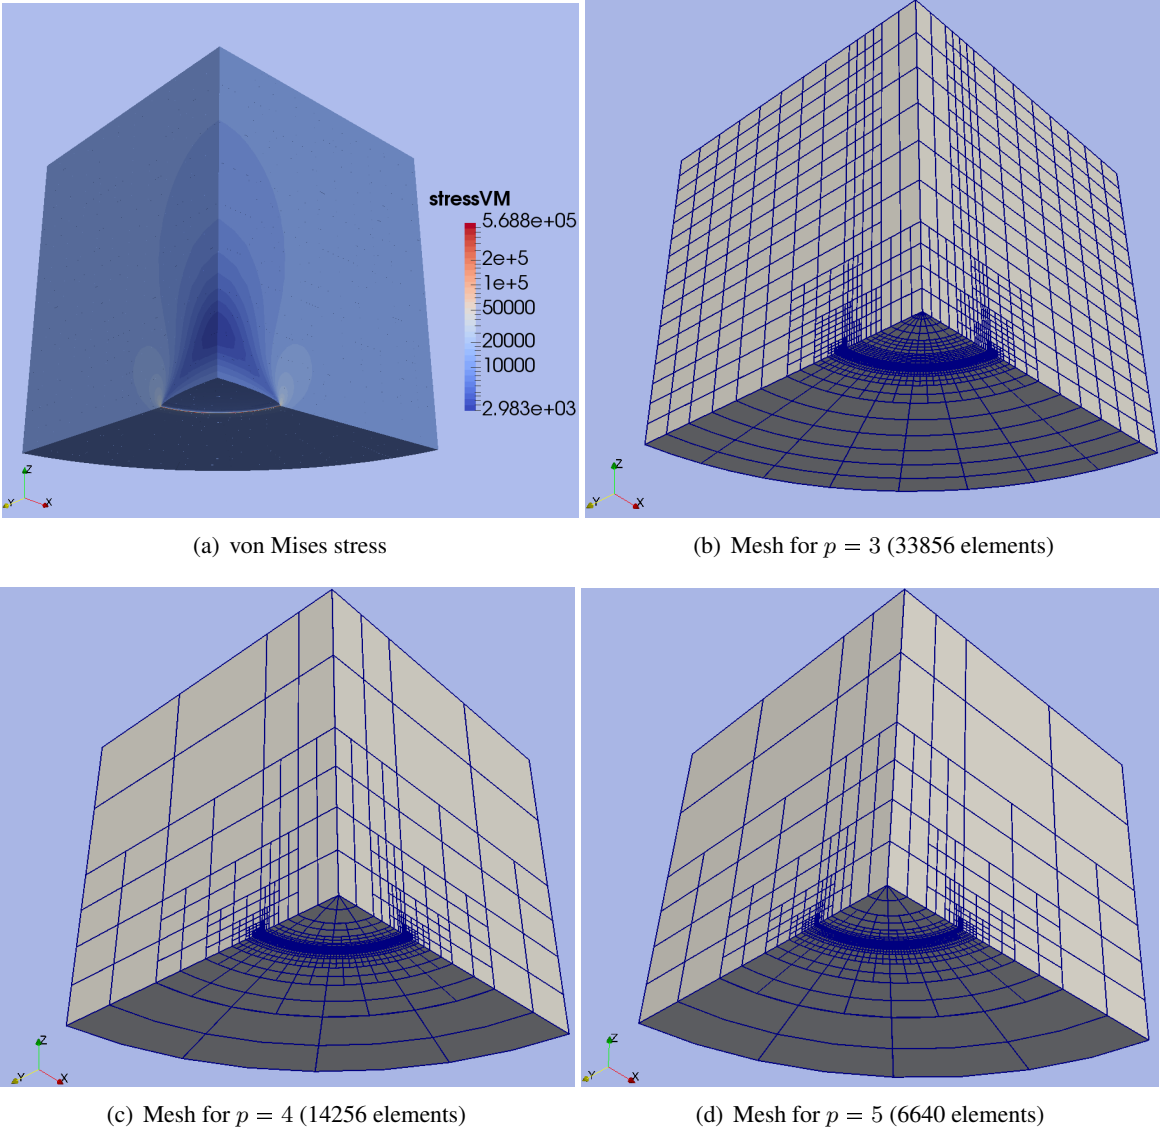 stressVM
5.688e+05
2e+5
1e+5
50000
20000
10000
2.983e+03
Z
Y
X
Z
Y
X
(a) von Mises stress
(b) Mesh for p = 3 (33856 elements)
Z
Y
X
Z
Y
X
(c) Mesh for p = 4 (14256 elements)
(d) Mesh for p = 5 (6640 elements)